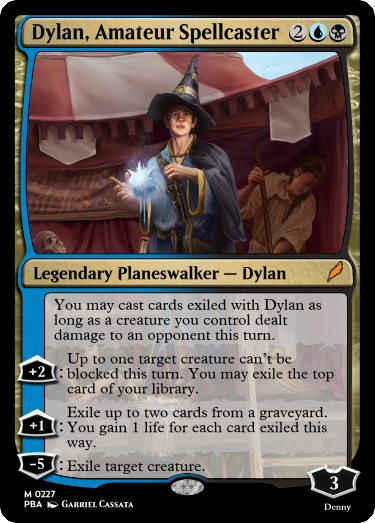 Dylan, Amateur Spellcaster 2
Legendary Planeswalker — Dylan
You may cast cards exiled with Dylan as
long as a creature you control dealt
damage to an opponent this turn.
+2: Up to one target creature can't be
blocked this turn. You may exile the top
card of your library.
+1: Exile up to two cards from a graveyard.
You gain 1 life for each card exiled this
way.
-5: Exile target creature.
3
M 0227
PBA Gabriel Cassata
Denny